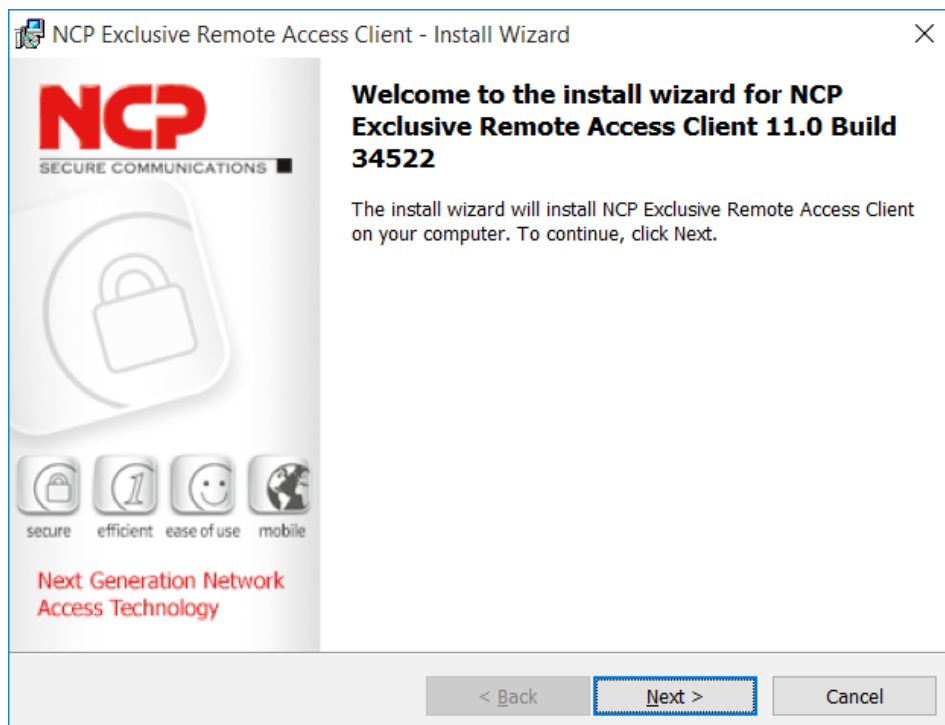 NCP Exclusive Remote Access Client - Install Wizard
NCP
SECURE COMMUNICATIONS
secure efficient ease of use mobile
Next Generation Network
Access Technology
Welcome to the install wizard for NCP
Exclusive Remote Access Client 11.0 Build
34522
The install wizard will install NCP Exclusive Remote Access Client
on your computer. To continue, click Next.
< Back Next > Cancel